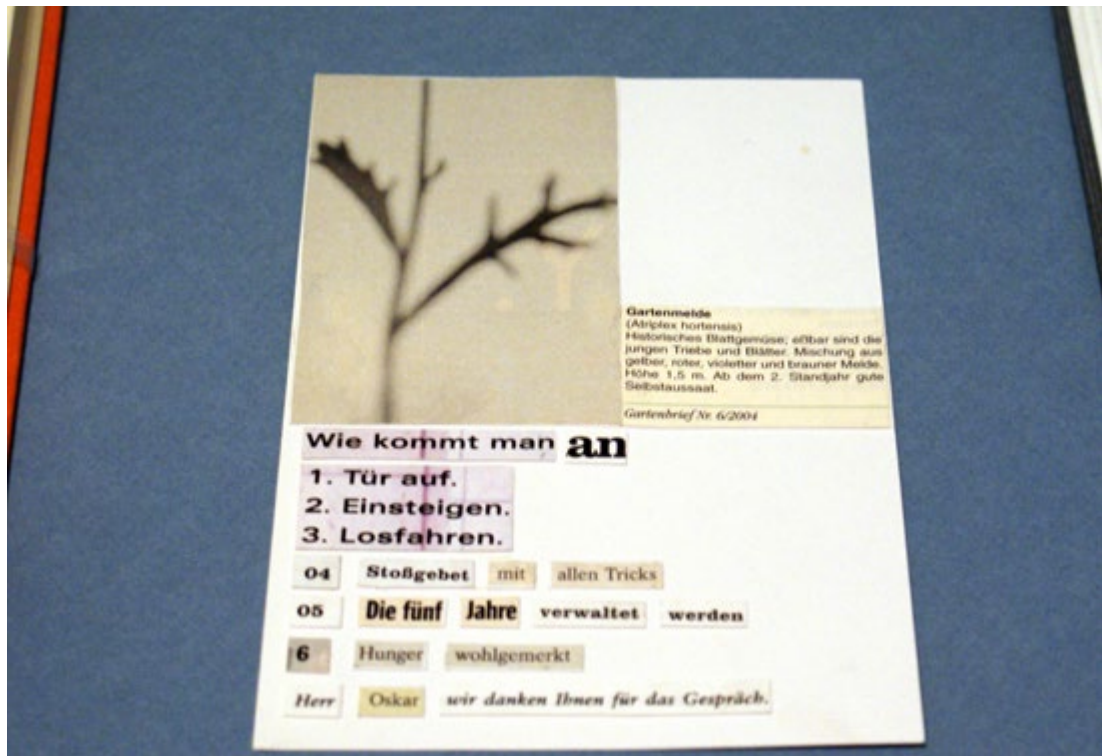 Gartenmelde
(Atriplex hortensis)
Historisches Blattgemüse; eßbar sind die
jungen Triebe und Blätter. Mischung aus
gelber, roter, violetter und brauner Melde.
Höhe 1,5 m. Ab dem 2. Standjahr gute
Selbstaussaat.
Gartenbrief Nr. 6/2004
Wie kommt man an
1. Tür auf.
2. Einsteigen.
3. Losfahren.
04 Stoßgebet mit allen Tricks
05 Die fünf Jahre verwaltet werden
6 Hunger wohlgemerkt
Herr Oskar wir danken Ihnen für das Gespräch.